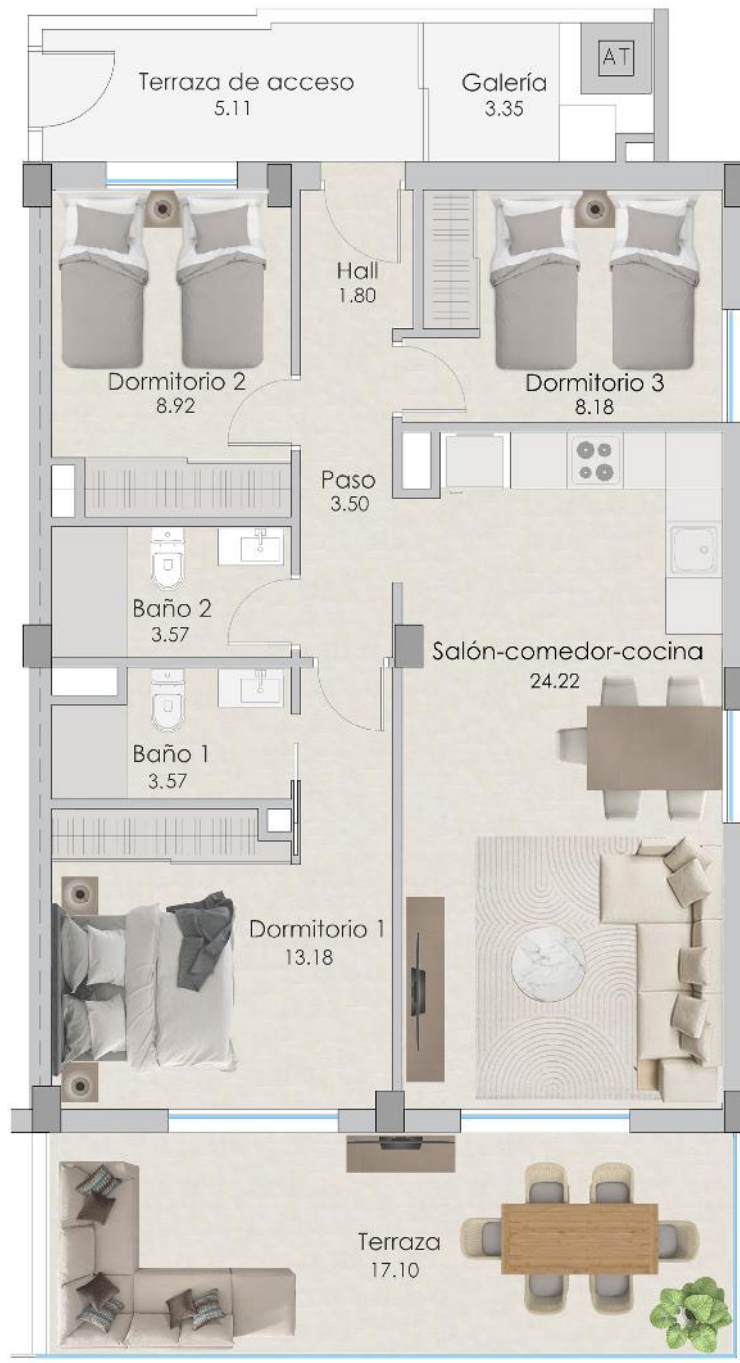 AT
Terraza de acceso
5.11
Galería
3.35
Hall
1.80
Dormitorio 2
8.92
Dormitorio 3
8.18
Paso
3.50
Baño 2
3.57
Salón-comedor-cocina
24.22
Baño 1
3.57
Dormitorio 1
13.18
Terraza
17.10